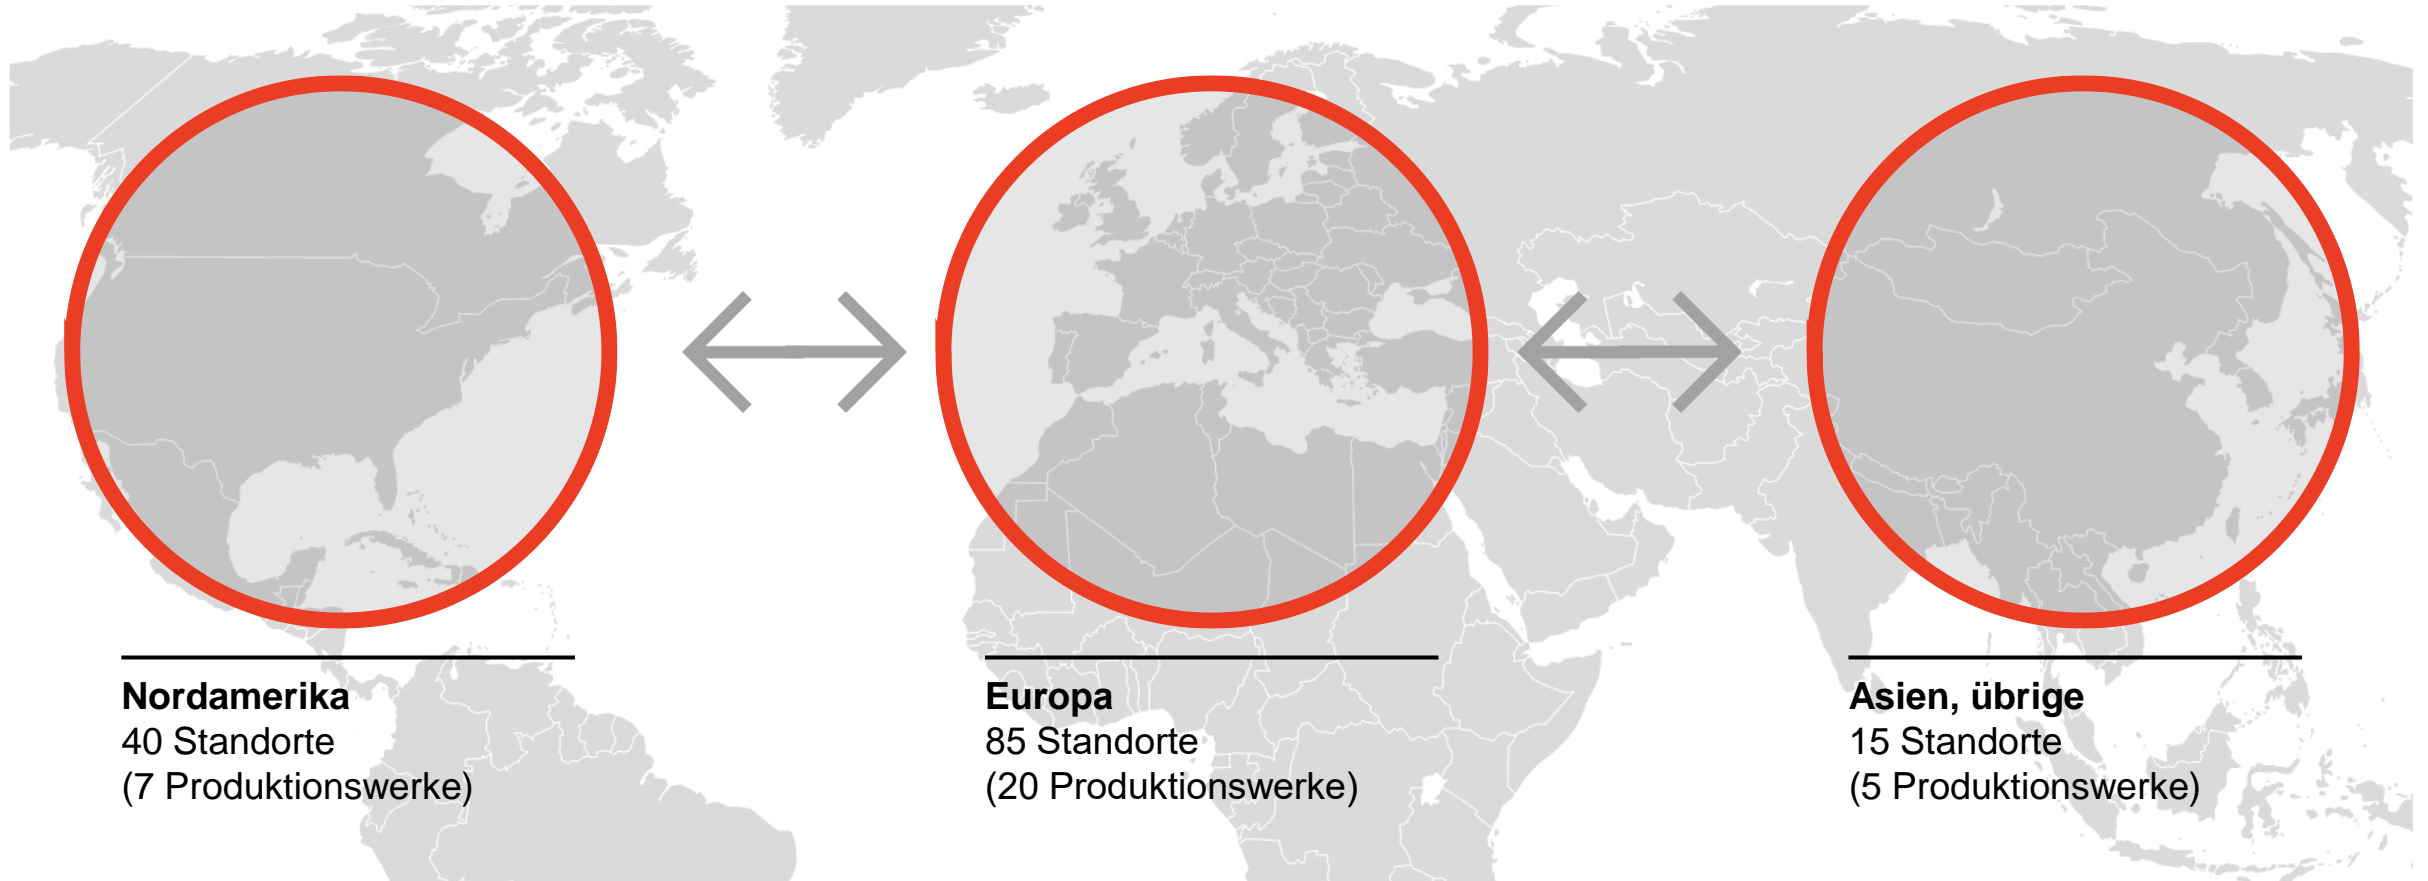 Nordamerika
40 Standorte
(7 Produktionswerke)
Europa
85 Standorte
(20 Produktionswerke)
Asien, übrige
15 Standorte
(5 Produktionswerke)